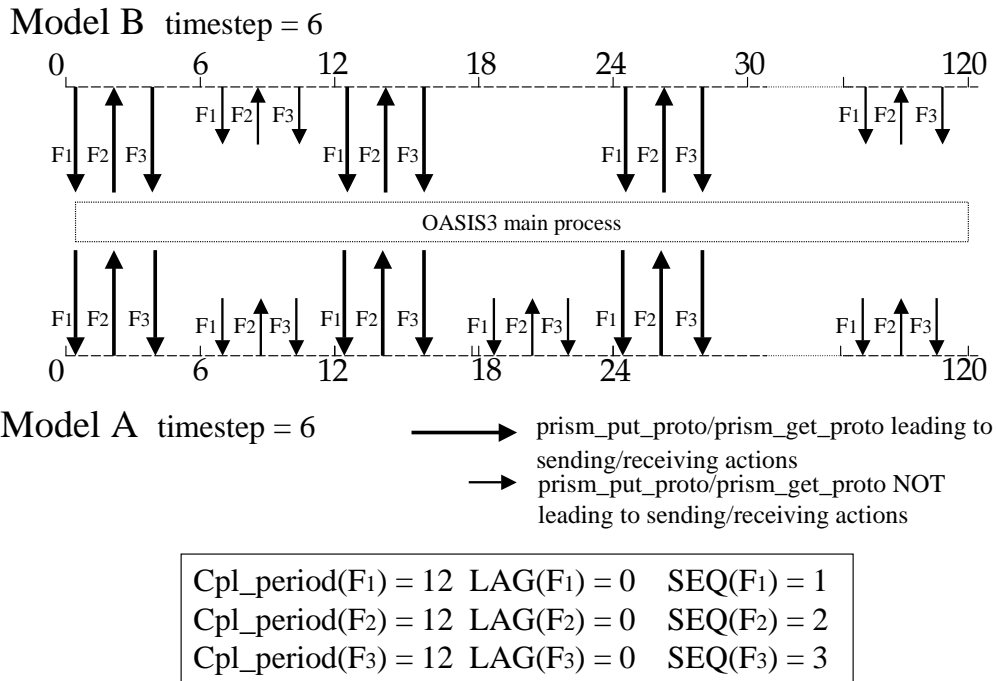 Model B timestep = 6
0 6 12 18 24 30 120
F1 F2 F3 F1 F2 F3
F1 F2 F3 F1 F2 F3 F1 F2 F3
OASIS3 main process
F1 F2 F3 F1 F2 F3 F1 F2 F3 F1 F2 F3 F1 F2 F3 F1 F2 F3
0 6 12 18 24 120
Model A timestep = 6
prism_put_proto/prism_get_proto leading to
sending/receiving actions
prism_put_proto/prism_get_proto NOT
leading to sending/receiving actions
Cpl_period(F1) = 12 LAG(F1) = 0 SEQ(F1) = 1
Cpl_period(F2) = 12 LAG(F2) = 0 SEQ(F2) = 2
Cpl_period(F3) = 12 LAG(F3) = 0 SEQ(F3) = 3